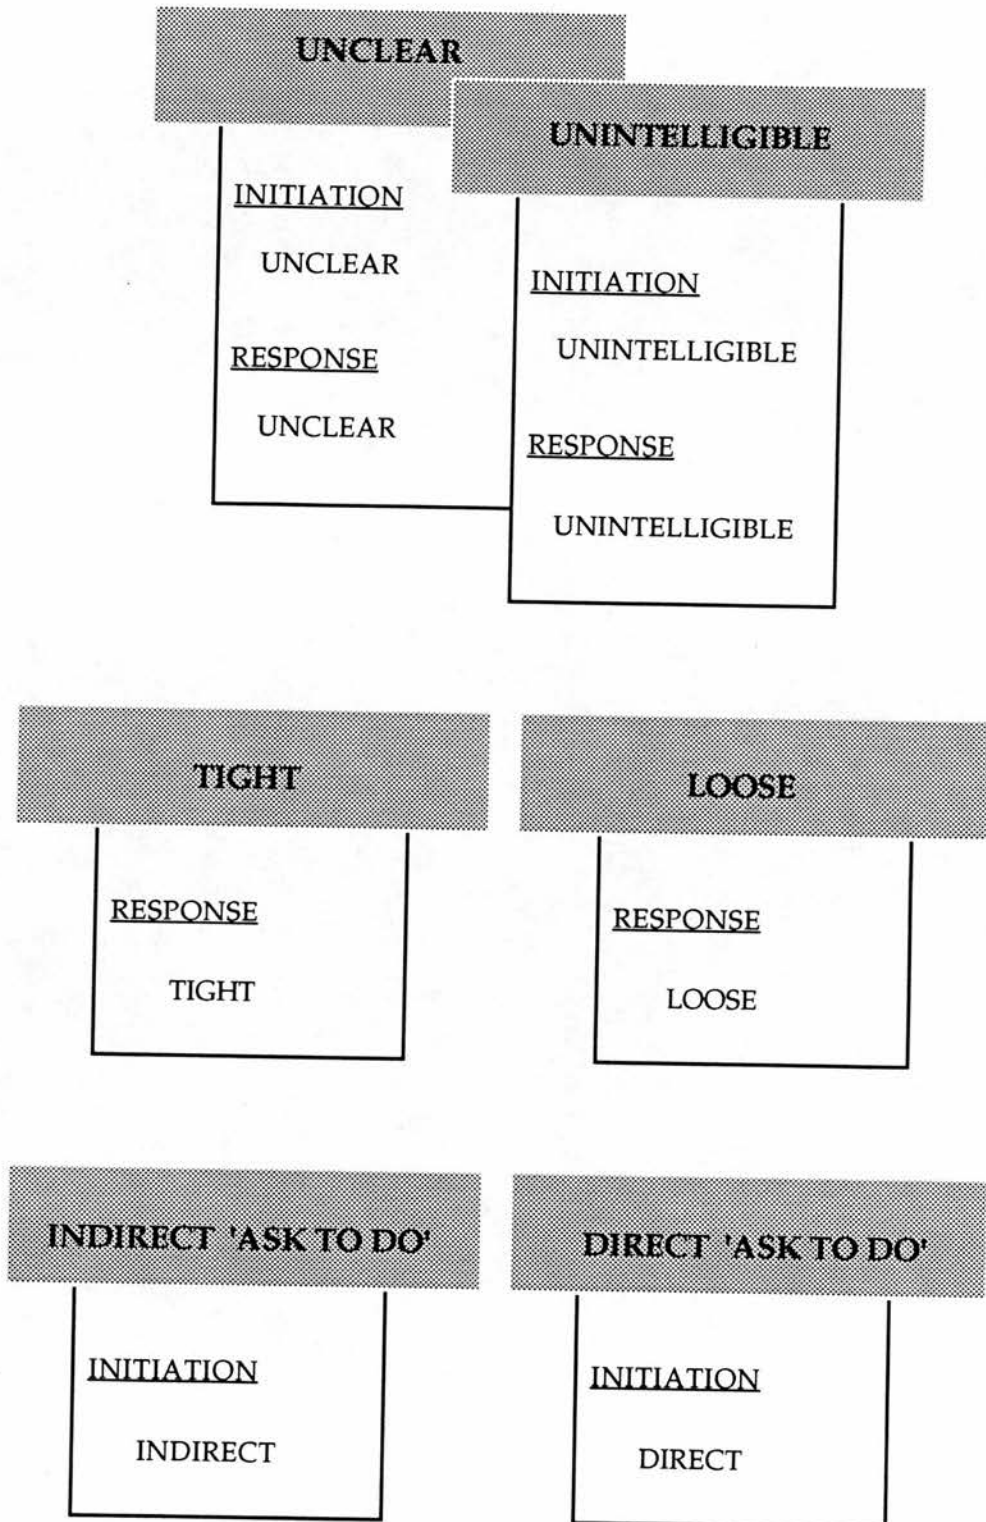 UNCLEAR
INITIATION
UNCLEAR
RESPONSE
UNCLEAR
UNINTELLIGIBLE
INITIATION
UNINTELLIGIBLE
RESPONSE
UNINTELLIGIBLE
TIGHT
RESPONSE
TIGHT
LOOSE
RESPONSE
LOOSE
INDIRECT 'ASK TO DO'
INITIATION
INDIRECT
DIRECT 'ASK TO DO'
INITIATION
DIRECT